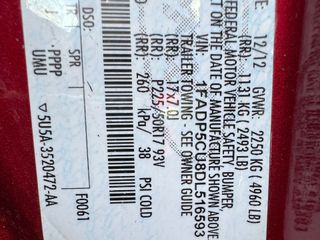 12/12 GVWR: 2250 KG ( 4960 LB)
1131 KG ( 2493 LB)
FEDERAL MOTOR VEHICLE SAFETY, BUMPER,
ON THE DATE OF MANUFACTURE SHOWN ABOVE
1FADP5CU8DL516593
TRAILER TOWING - SEE OWNER GUIDE
17x7.0J
(RR): P225/50R17 93V
(RR): 260 kPa/ 38 PSI COLD
DSO:
SPR
F0061
PPPP
UMU
5U5A-3520472-AA